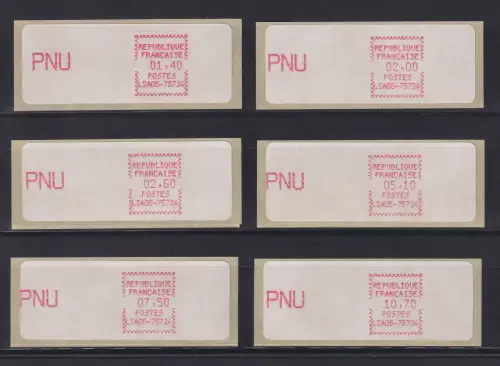 PNU
REPUBLIQUE
FRANCAISE
01,40
POSTES
LSA05-75724
PNU
REPUBLIQUE
FRANCAISE
02,00
POSTES
LSA05-75724
PNU
REPUBLIQUE
FRANCAISE
02,60
POSTES
LSA05-75724
PNU
REPUBLIQUE
FRANCAISE
05,10
POSTES
LSA05-75724
PNU
REPUBLIQUE
FRANCAISE
07,50
POSTES
LSA05-75724
PNU
REPUBLIQUE
FRANCAISE
10,70
POSTES
LSA05-75724